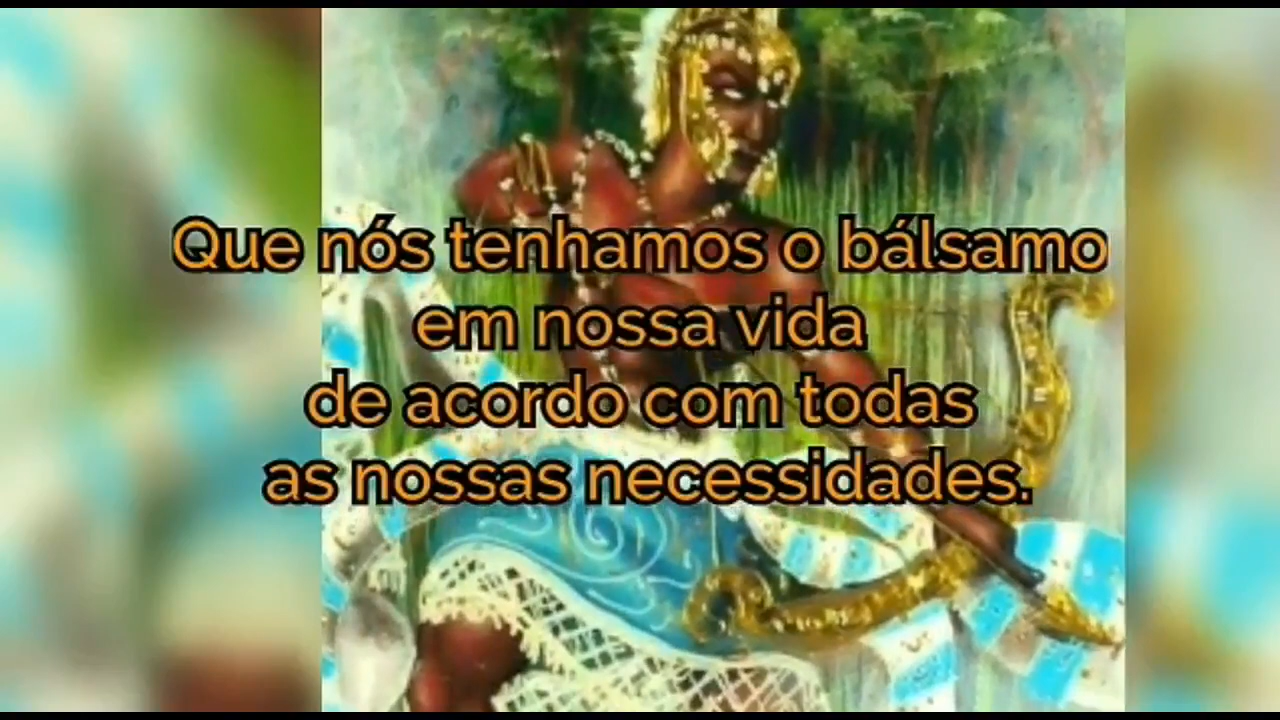 Que nós tenhamos o bálsamo
em nossa vida
de acordo com todas
as nossas necessidades.